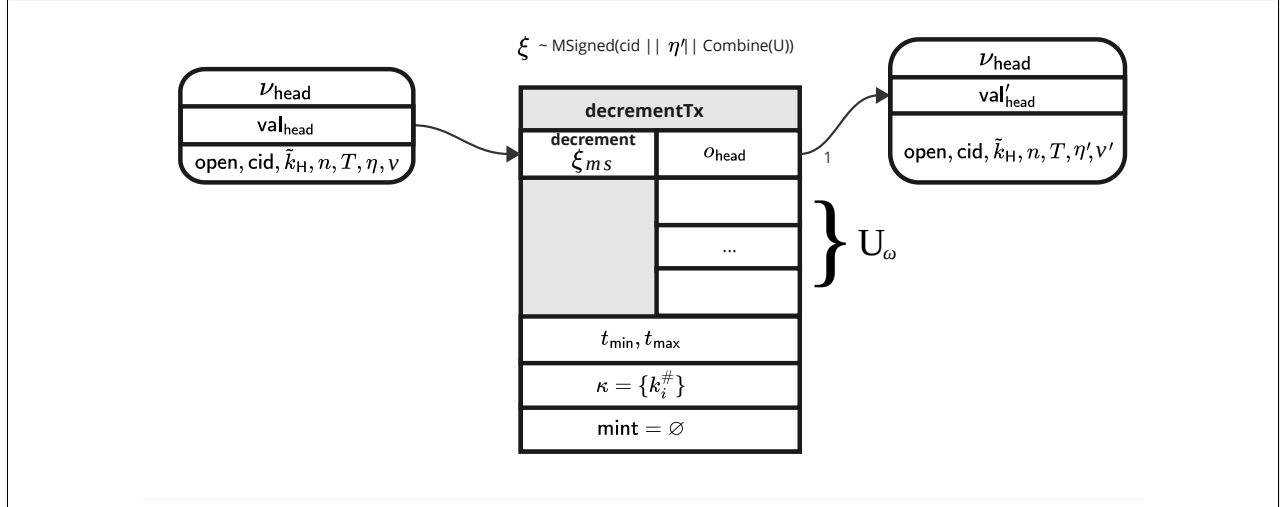 ξ ~ MSigned(cid || η′|| Combine(U))
ν_head
val_head
open, cid, k̃_H, n, T, η, v
decrementTx
decrement
ξ_ms
o_head
1
ν_head
val′_head
open, cid, k̃_H, n, T, η′, v′
...
} U_ω
t_min, t_max
κ = {k_i^#}
mint = ∅